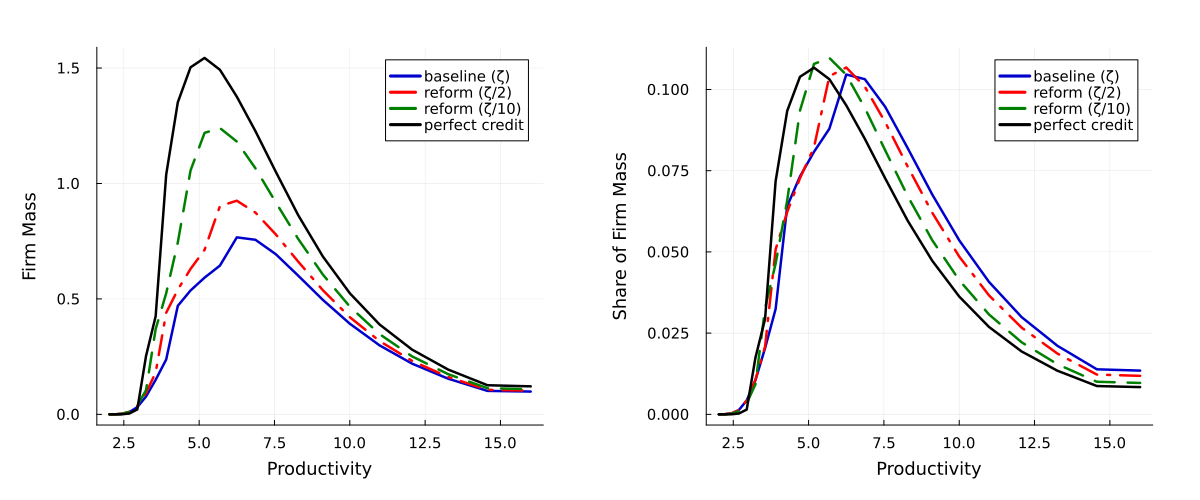 1.5
1.0
0.5
0.0
Firm Mass
baseline (ζ)
reform (ζ/2)
reform (ζ/10)
perfect credit
2.5 5.0 7.5 10.0 12.5 15.0
Productivity
0.100
0.075
0.050
0.025
0.000
Share of Firm Mass
baseline (ζ)
reform (ζ/2)
reform (ζ/10)
perfect credit
2.5 5.0 7.5 10.0 12.5 15.0
Productivity